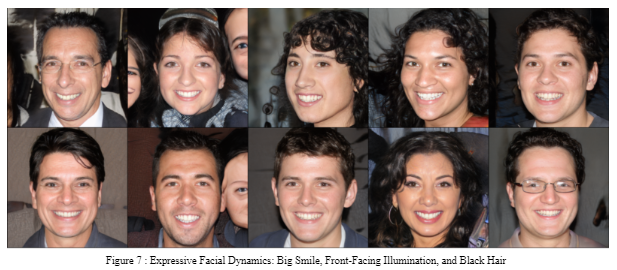 Figure 7 : Expressive Facial Dynamics: Big Smile, Front-Facing Illumination, and Black Hair